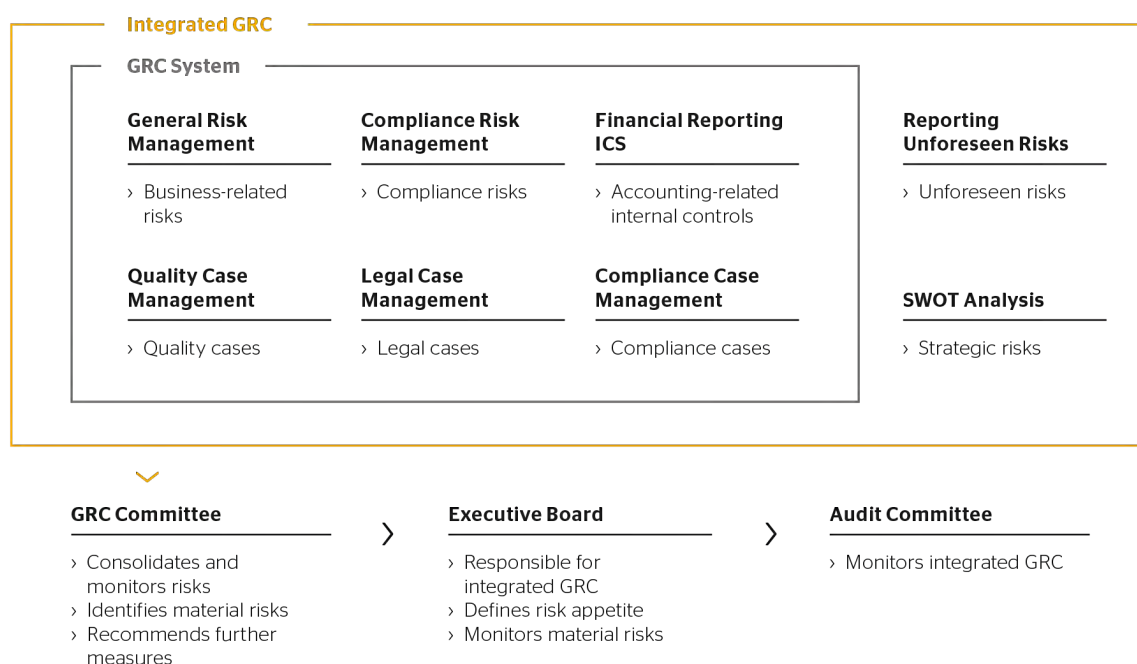 Integrated GRC
GRC System
General Risk
Management
› Business-related
risks
Compliance Risk
Management
› Compliance risks
Financial Reporting
ICS
› Accounting-related
internal controls
Reporting
Unforeseen Risks
› Unforeseen risks
Quality Case
Management
› Quality cases
Legal Case
Management
› Legal cases
Compliance Case
Management
› Compliance cases
SWOT Analysis
› Strategic risks
GRC Committee
› Consolidates and
monitors risks
› Identifies material risks
› Recommends further
measures
Executive Board
› Responsible for
integrated GRC
› Defines risk appetite
› Monitors material risks
Audit Committee
› Monitors integrated GRC